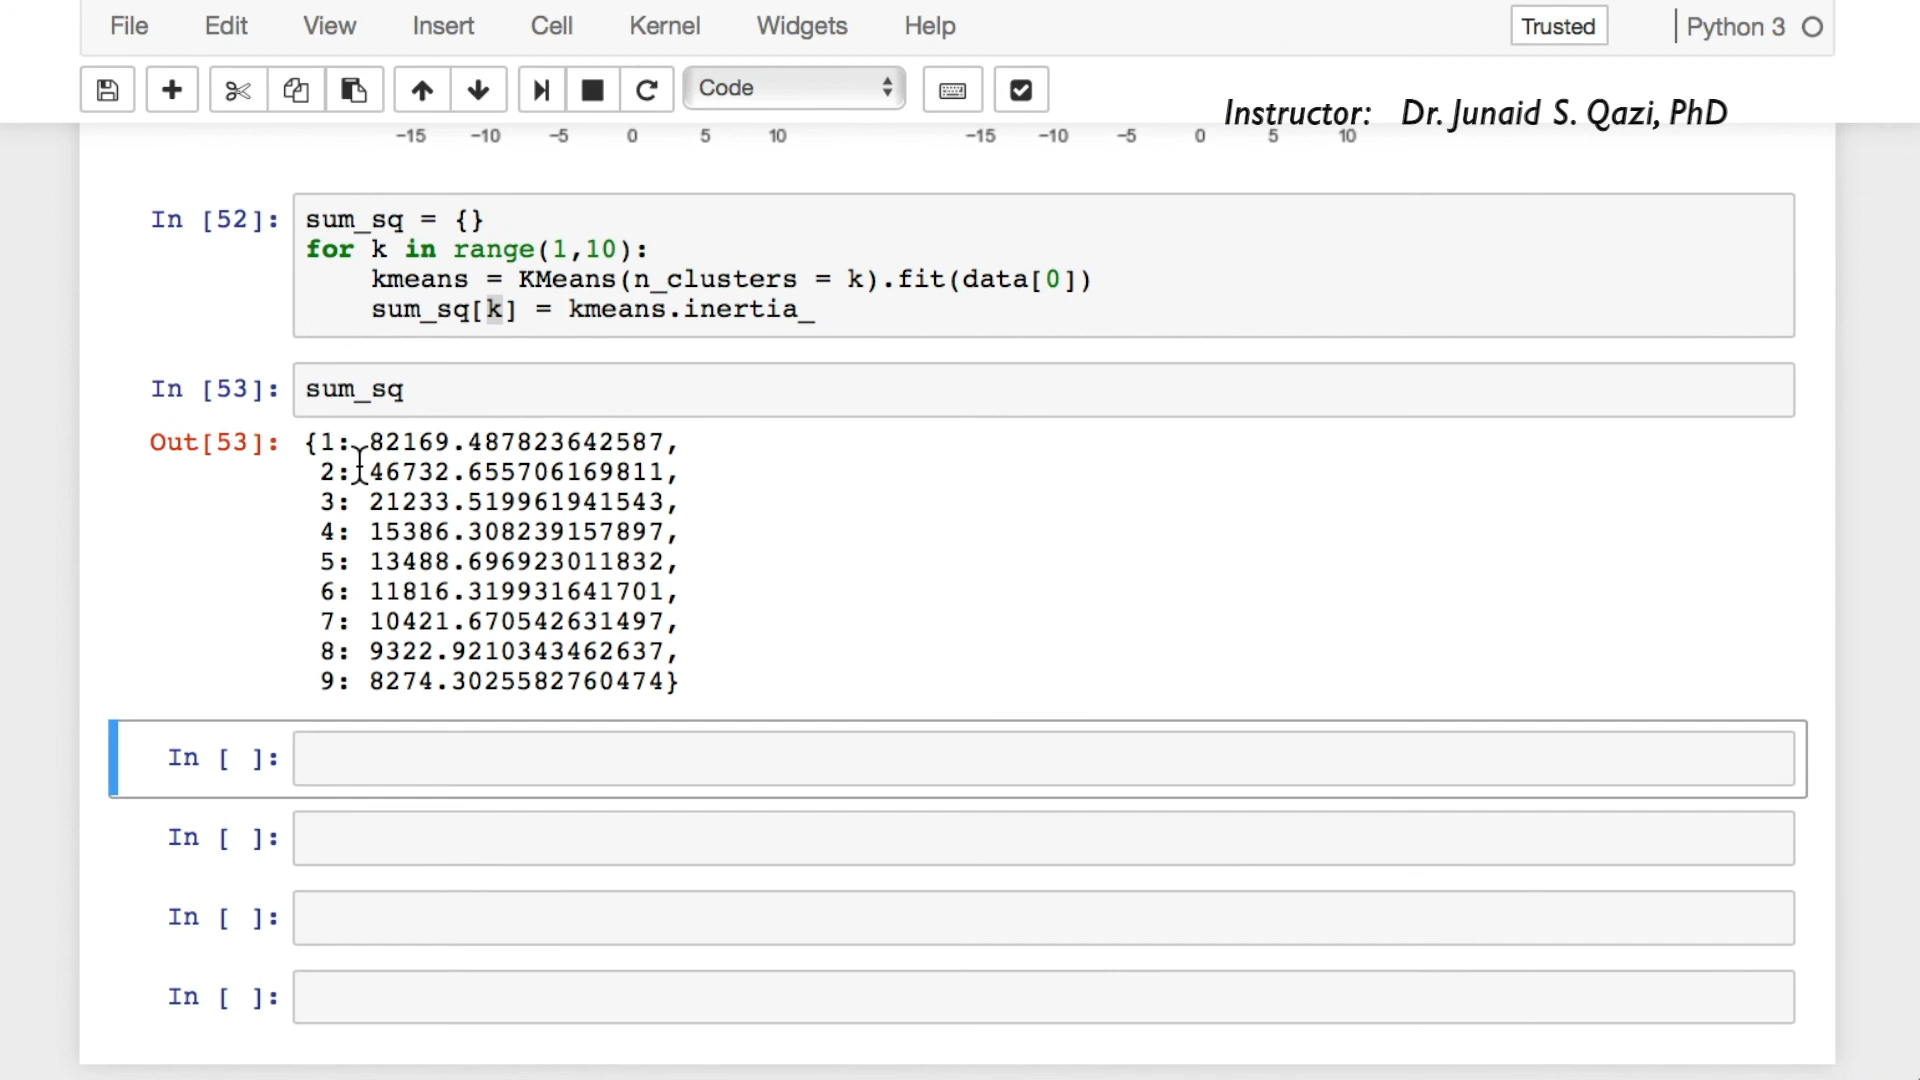 File Edit View Insert Cell Kernel Widgets Help Trusted Python 3
Code
Instructor: Dr. Junaid S. Qazi, PhD
-15 -10 -5 0 5 10 -15 -10 -5 0 5 10
In [52]: sum_sq = {}
for k in range(1,10):
    kmeans = KMeans(n_clusters = k).fit(data[0])
    sum_sq[k] = kmeans.inertia_
In [53]: sum_sq
Out[53]: {1: 82169.487823642587,
2: 46732.655706169811,
3: 21233.519961941543,
4: 15386.308239157897,
5: 13488.696923011832,
6: 11816.319931641701,
7: 10421.670542631497,
8: 9322.9210343462637,
9: 8274.3025582760474}
In [ ]:
In [ ]:
In [ ]:
In [ ]: